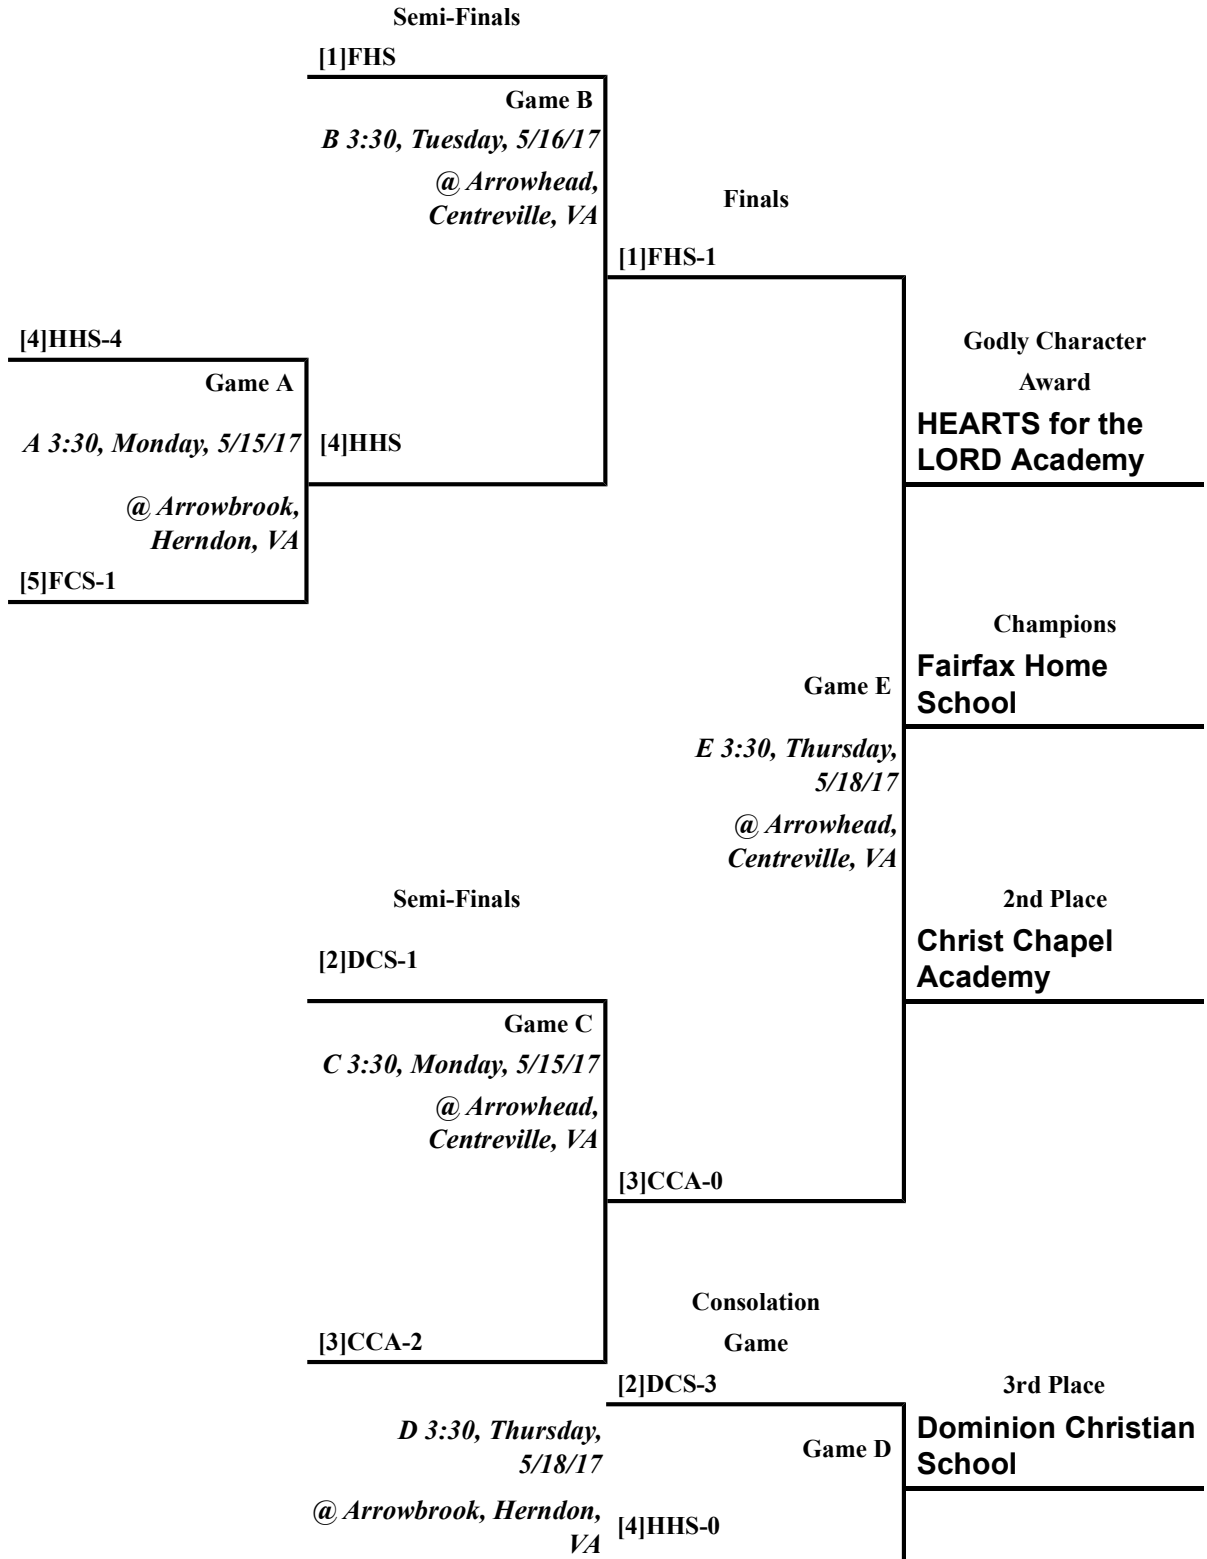 Semi-Finals
[1]FHS
Game B
B 3:30, Tuesday, 5/16/17
@ Arrowhead,
Centreville, VA
Finals
[1]FHS-1
[4]HHS-4
Godly Character
Award
Game A
HEARTS for the
LORD Academy
A 3:30, Monday, 5/15/17
[4]HHS
@ Arrowbrook,
Herndon, VA
[5]FCS-1
Champions
Fairfax Home
School
Game E
E 3:30, Thursday,
5/18/17
@ Arrowhead,
Centreville, VA
Semi-Finals
2nd Place
Christ Chapel
Academy
[2]DCS-1
Game C
C 3:30, Monday, 5/15/17
@ Arrowhead,
Centreville, VA
[3]CCA-0
Consolation
Game
[3]CCA-2
[2]DCS-3
3rd Place
Dominion Christian
School
D 3:30, Thursday,
5/18/17
Game D
@ Arrowbrook, Herndon,
VA
[4]HHS-0